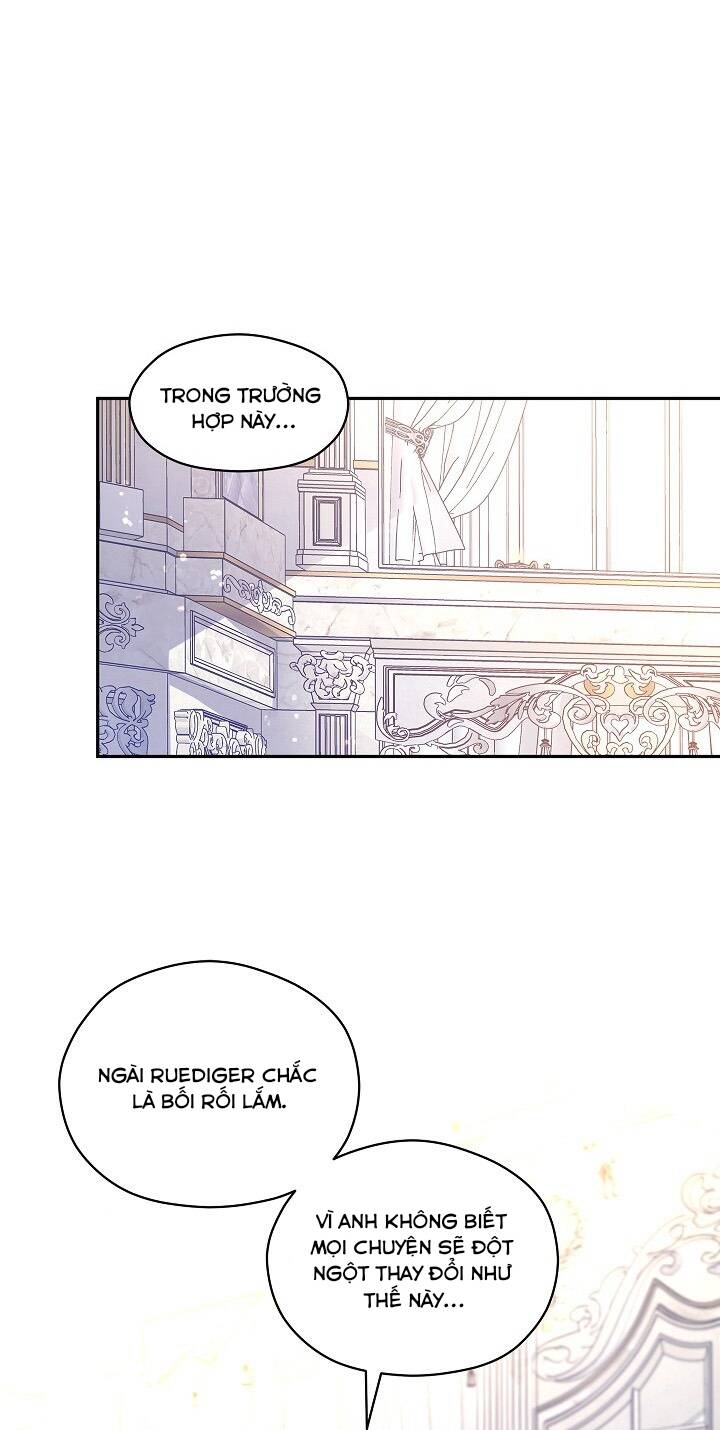 TRONG TRƯỜNG
HỢP NÀY...
NGÀI RUEDIGER CHẮC
LÀ BỐI RỐI LẮM.
VÌ ANH KHÔNG BIẾT
MỌI CHUYỆN SẼ ĐỘT
NGỘT THAY ĐỔI NHƯ
THẾ NÀY...